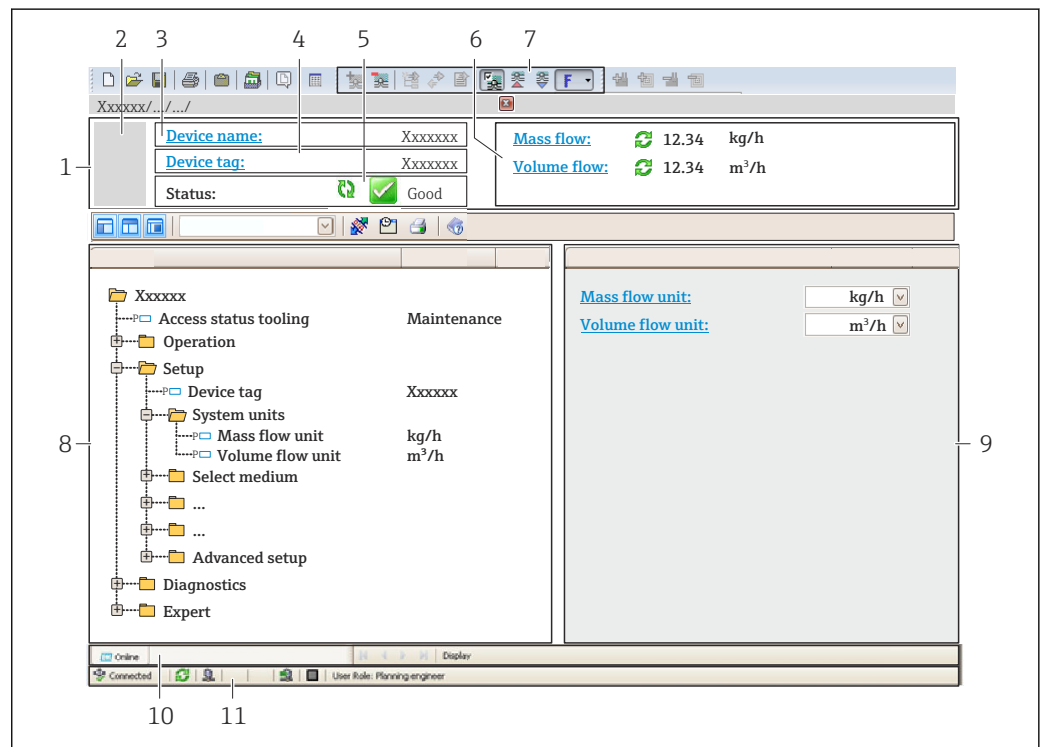 2 3 4 5 6 7
F
Xxxxxx/.../.../
Device name: Xxxxxxx
Device tag: Xxxxxxx
Status: Good
Mass flow: 12.34 kg/h
Volume flow: 12.34 m³/h
1
Xxxxxx
P Access status tooling Maintenance
Operation
Setup
P Device tag Xxxxxx
System units
P Mass flow unit kg/h
P Volume flow unit m³/h
Select medium
...
...
Advanced setup
Diagnostics
Expert
Mass flow unit: kg/h
Volume flow unit: m³/h
8
9
Online Display
Connected User Role: Planning engineer
10 11